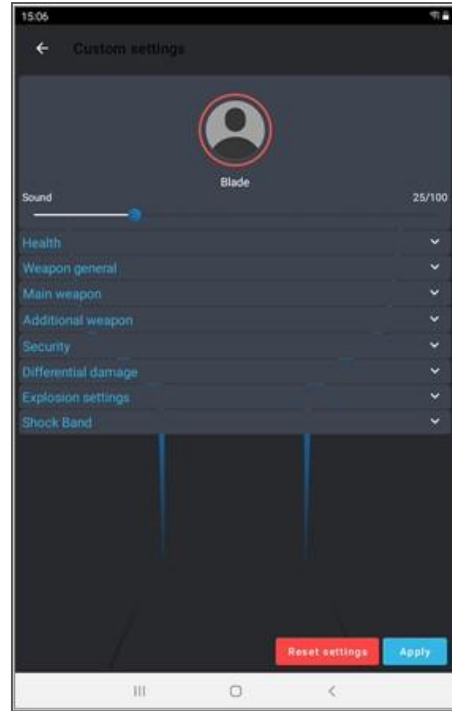 15:06
Custom settings
Blade
Sound 25/100
Health
Weapon general
Main weapon
Additional weapon
Security
Differential damage
Explosion settings
Shock Band
Reset settings Apply